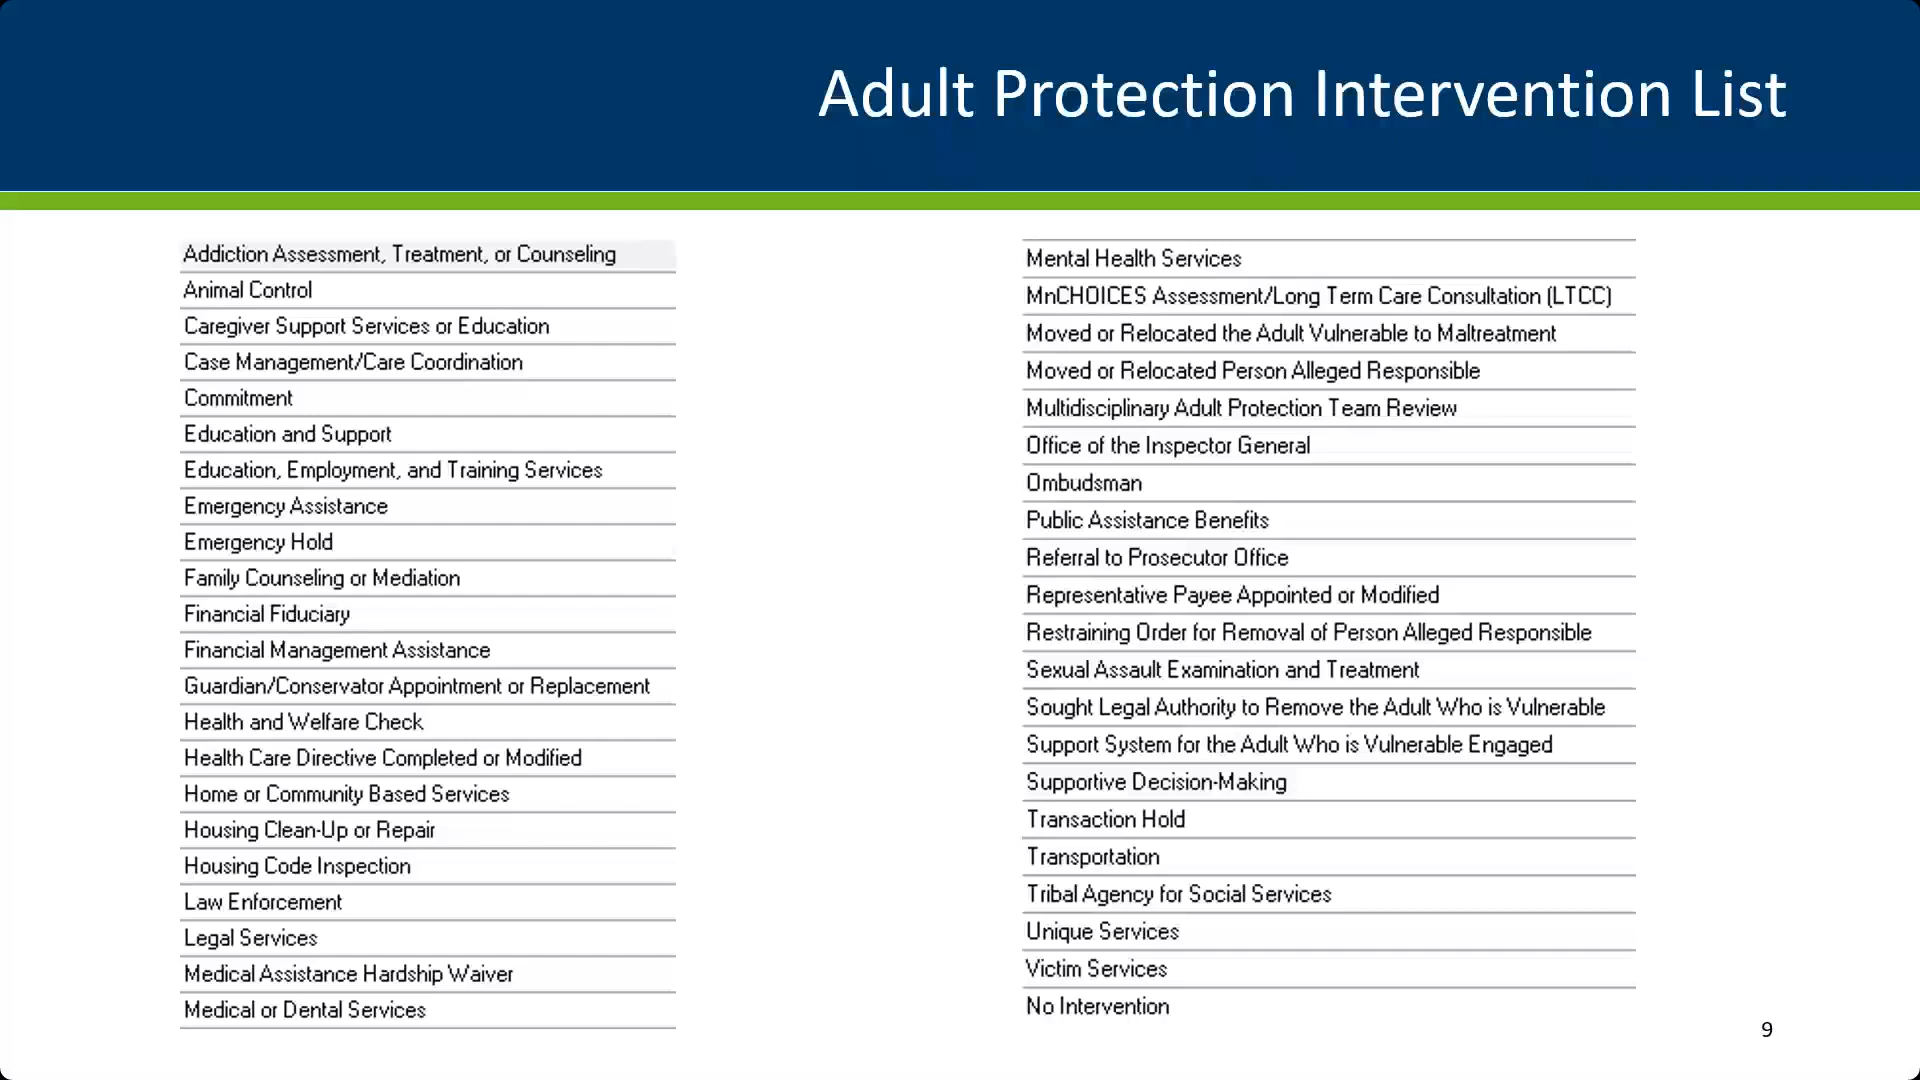 Adult Protection Intervention List
Addiction Assessment, Treatment, or Counseling
Animal Control
Caregiver Support Services or Education
Case Management/Care Coordination
Commitment
Education and Support
Education, Employment, and Training Services
Emergency Assistance
Emergency Hold
Family Counseling or Mediation
Financial Fiduciary
Financial Management Assistance
Guardian/Conservator Appointment or Replacement
Health and Welfare Check
Health Care Directive Completed or Modified
Home or Community Based Services
Housing Clean-Up or Repair
Housing Code Inspection
Law Enforcement
Legal Services
Medical Assistance Hardship Waiver
Medical or Dental Services
Mental Health Services
MnCHOICES Assessment/Long Term Care Consultation (LTCC)
Moved or Relocated the Adult Vulnerable to Maltreatment
Moved or Relocated Person Alleged Responsible
Multidisciplinary Adult Protection Team Review
Office of the Inspector General
Ombudsman
Public Assistance Benefits
Referral to Prosecutor Office
Representative Payee Appointed or Modified
Restraining Order for Removal of Person Alleged Responsible
Sexual Assault Examination and Treatment
Sought Legal Authority to Remove the Adult Who is Vulnerable
Support System for the Adult Who is Vulnerable Engaged
Supportive Decision-Making
Transaction Hold
Transportation
Tribal Agency for Social Services
Unique Services
Victim Services
No Intervention
9